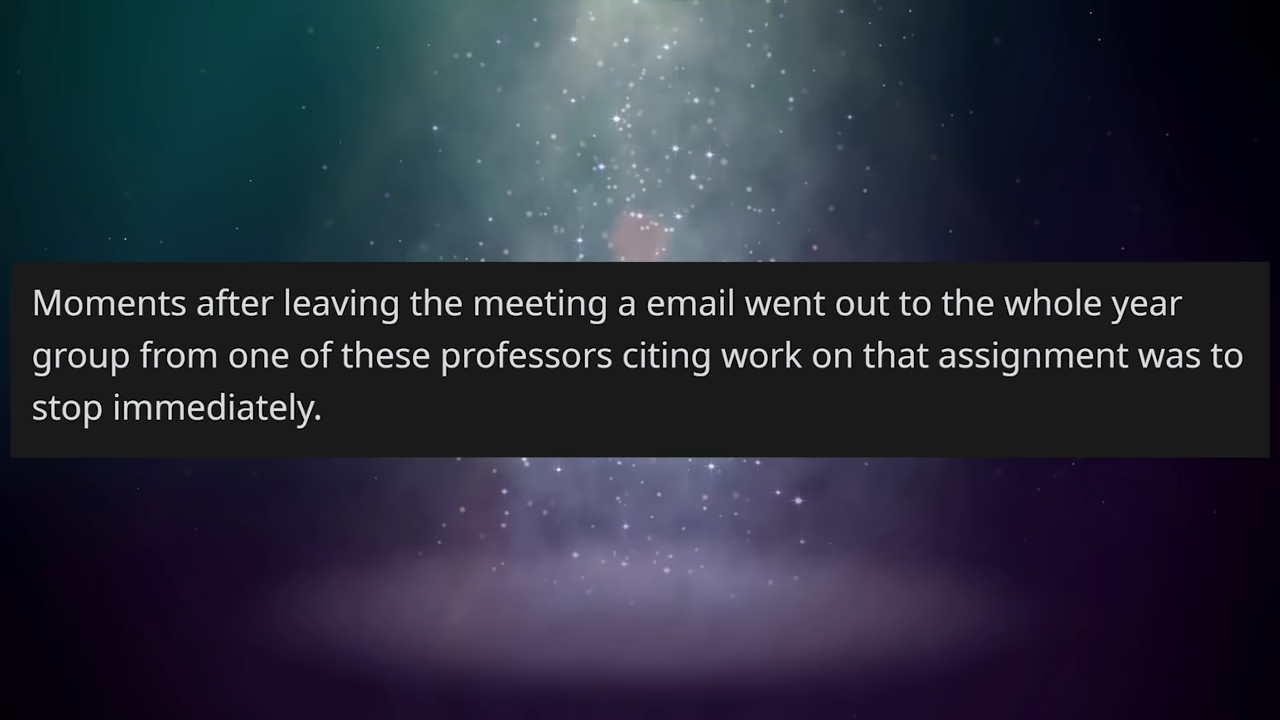 Moments after leaving the meeting a email went out to the whole year
group from one of these professors citing work on that assignment was to
stop immediately.